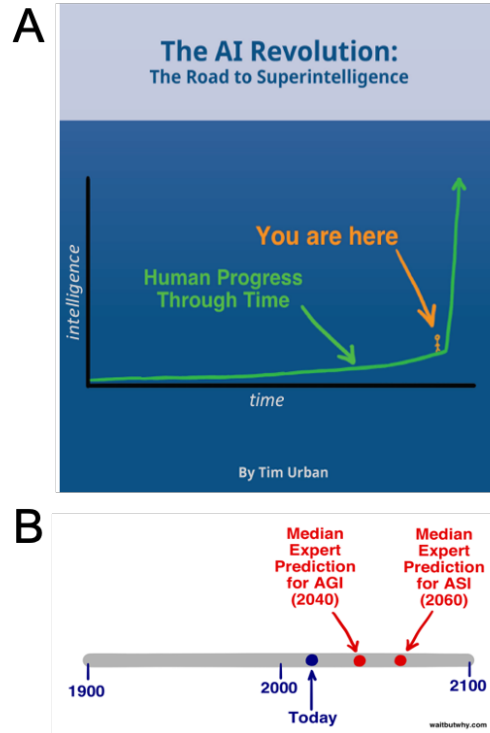 A
The AI Revolution:
The Road to Superintelligence
You are here
Human Progress
Through Time
intelligence
time
By Tim Urban
B
Median
Expert
Prediction
for AGI
(2040)
Median
Expert
Prediction
for ASI
(2060)
1900
2000
2100
Today
waitbutwhy.com